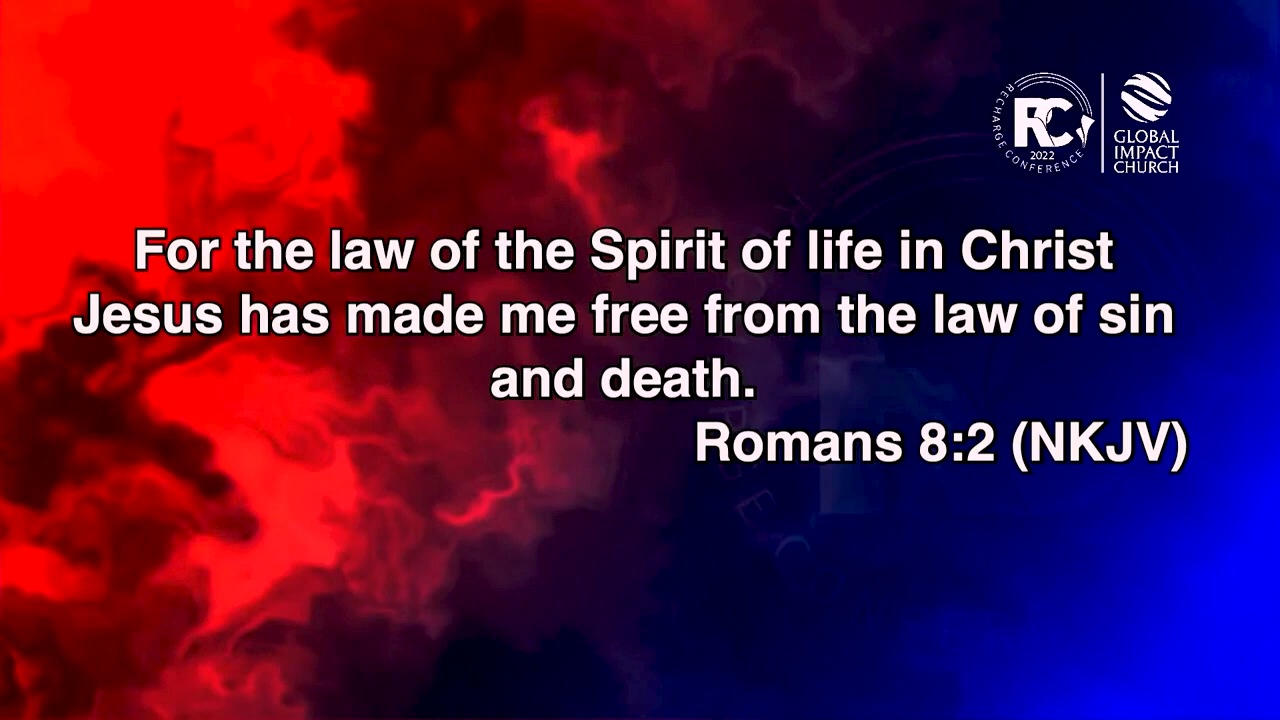 RECHARGE CONFERENCE
RC
2022
GLOBAL
IMPACT
CHURCH
For the law of the Spirit of life in Christ
Jesus has made me free from the law of sin
and death.
Romans 8:2 (NKJV)